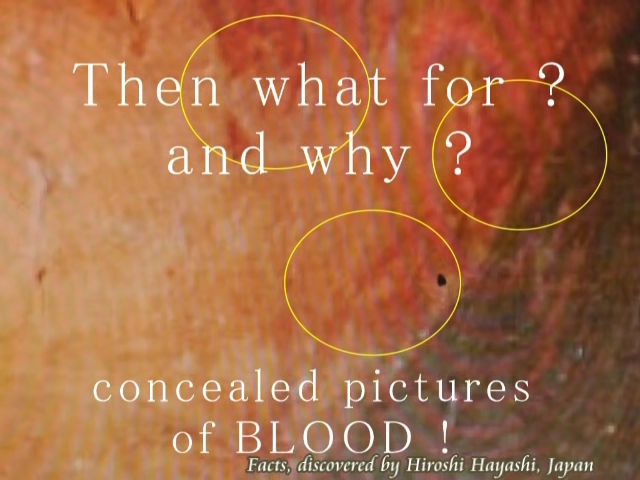 Then what for ?
and why ?
concealed pictures
of BLOOD !
Facts, discovered by Hiroshi Hayashi, Japan